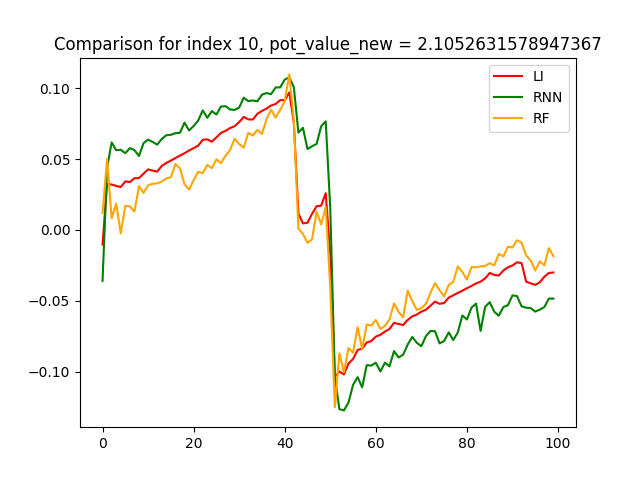 Comparison for index 10, pot_value_new = 2.1052631578947367
LI
RNN
RF
0.10
0.05
0.00
−0.05
−0.10
0 20 40 60 80 100